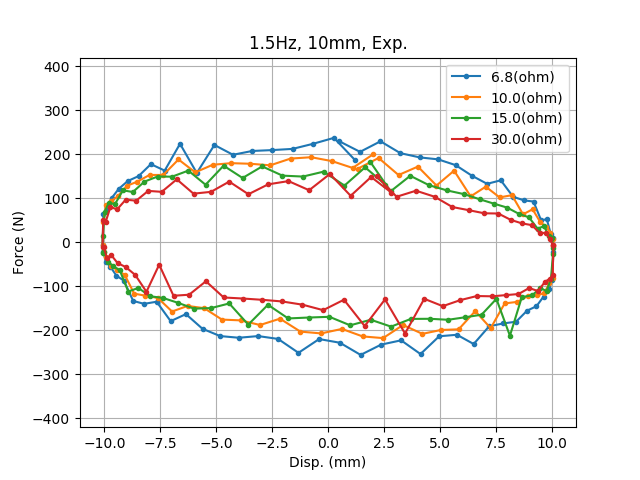 1.5Hz, 10mm, Exp.
400
300
200
100
0
−100
−200
−300
−400
Force (N)
6.8(ohm)
10.0(ohm)
15.0(ohm)
30.0(ohm)
−10.0 −7.5 −5.0 −2.5 0.0 2.5 5.0 7.5 10.0
Disp. (mm)